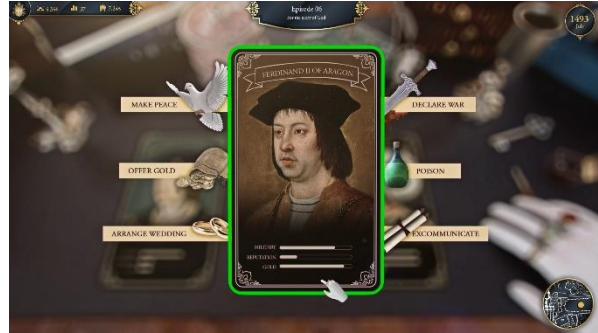 Episode 06
1493
July
FERDINAND II OF ARAGON
MAKE PEACE
DECLARE WAR
OFFER GOLD
POISON
ARRANGE WEDDING
EXCOMMUNICATE
MILITARY
REPUTATION
GOLD